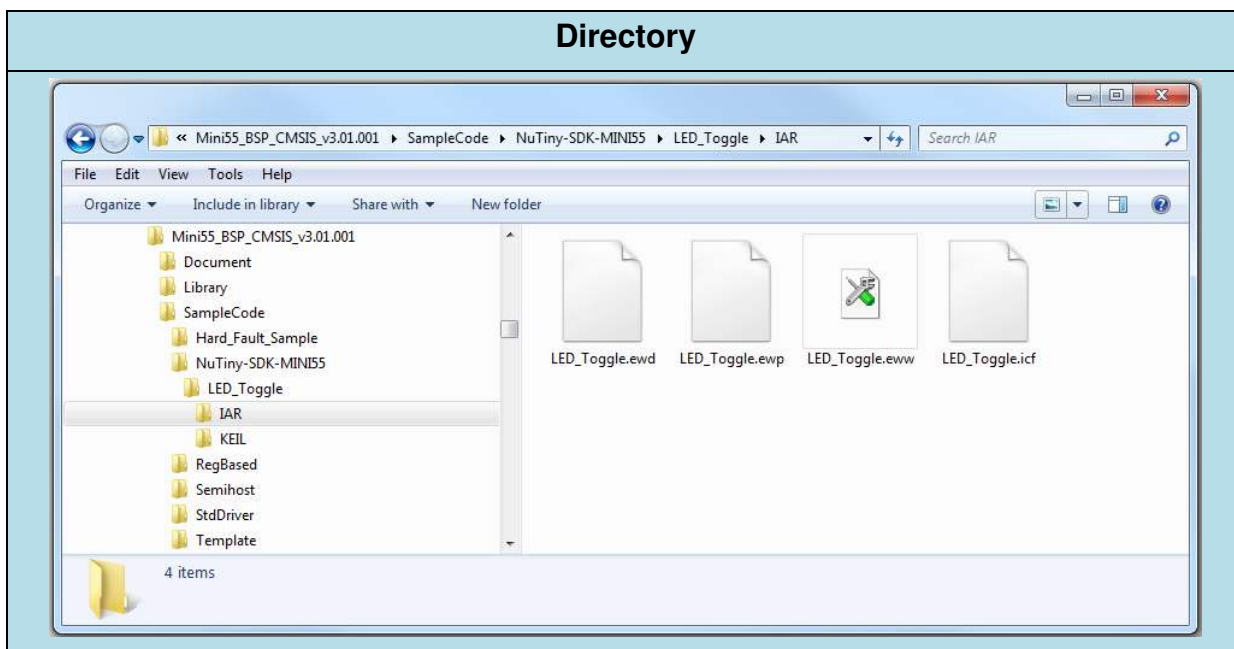 Directory
« Mini55_BSP_CMSIS_v3.01.001 ▸ SampleCode ▸ NuTiny-SDK-MINI55 ▸ LED_Toggle ▸ IAR
Search IAR
File Edit View Tools Help
Organize Include in library Share with New folder
Mini55_BSP_CMSIS_v3.01.001
Document
Library
SampleCode
Hard_Fault_Sample
NuTiny-SDK-MINI55
LED_Toggle
IAR
KEIL
RegBased
Semihost
StdDriver
Template
LED_Toggle.ewd LED_Toggle.ewp LED_Toggle.eww LED_Toggle.icf
4 items